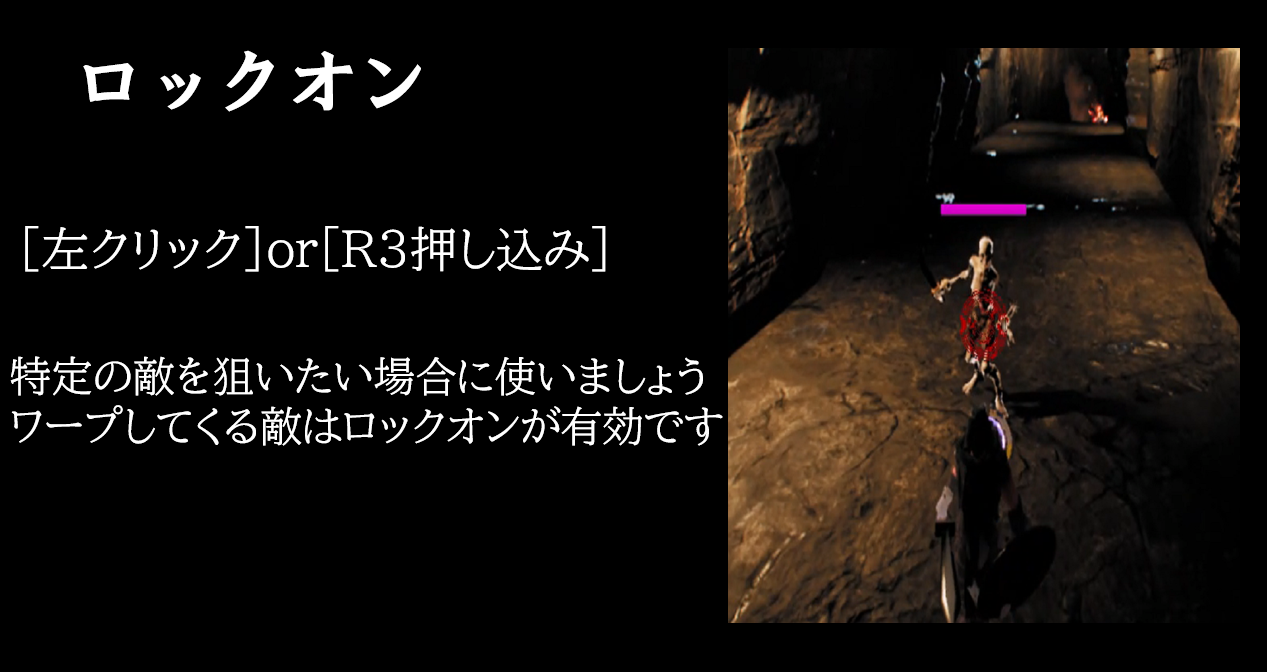 ロックオン
[左クリック]or[R3押し込み]
特定の敵を狙いたい場合に使いましょう
ワープしてくる敵はロックオンが有効です